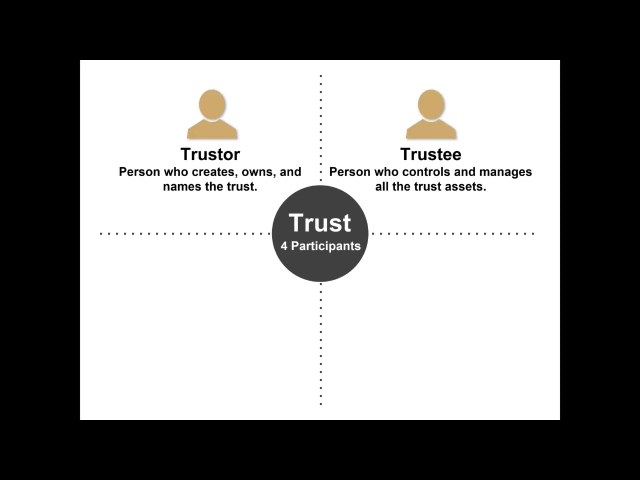 Trustor
Person who creates, owns, and
names the trust.
Trustee
Person who controls and manages
all the trust assets.
Trust
4 Participants